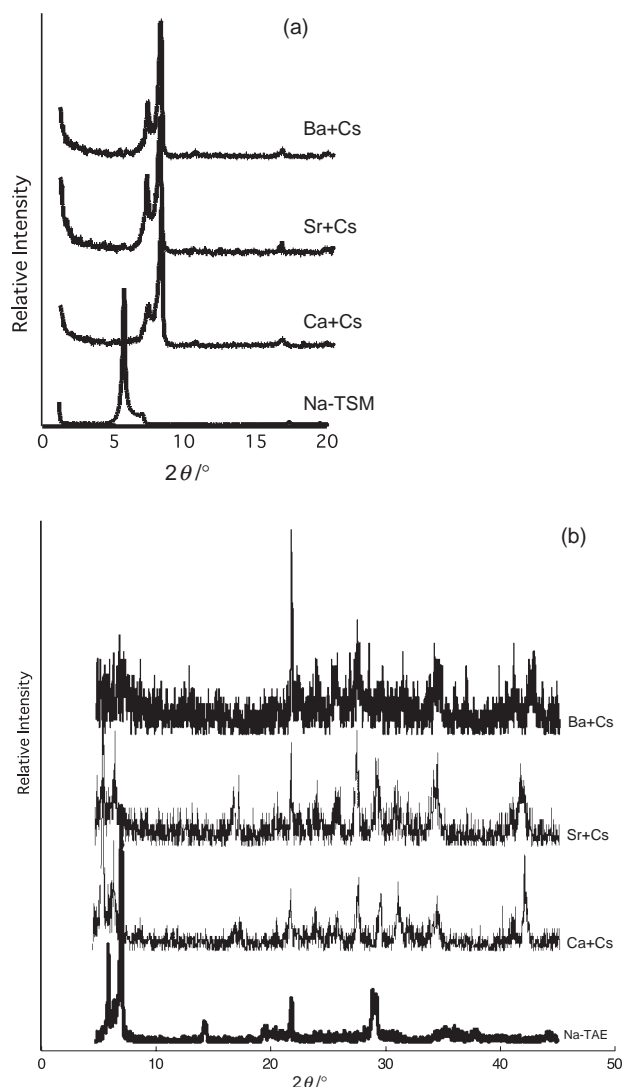 (a)
Ba+Cs
Sr+Cs
Ca+Cs
Na-TSM
Relative Intensity
0 5 10 15 20
2θ/°
(b)
Ba+Cs
Sr+Cs
Ca+Cs
Na-TAE
Relative Intensity
0 10 20 30 40 50
2θ/°